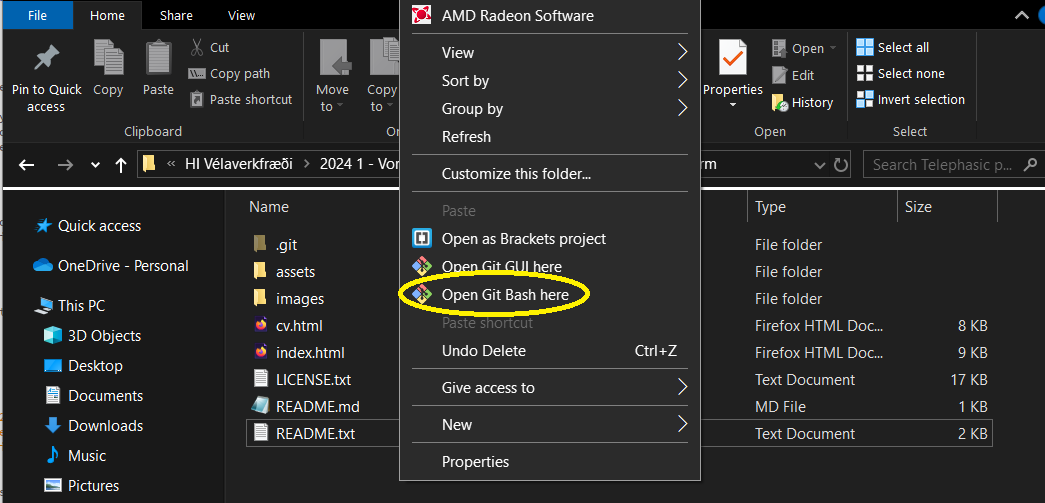 File Home Share View
AMD Radeon Software
View
Sort by
Group by
Refresh
Customize this folder...
Paste
Open as Brackets project
Open Git GUI here
Open Git Bash here
Paste shortcut
Undo Delete Ctrl+Z
Give access to
New
Properties
Pin to Quick
access
Copy
Paste
Cut
Copy path
Paste shortcut
Clipboard
Move
to
Copy
to
Properties
Open
Edit
History
Open
Select all
Select none
Invert selection
Select
« HI Vélaverkfræði > 2024 1 - Vor
Search Telephasic p...
Quick access
OneDrive - Personal
This PC
3D Objects
Desktop
Documents
Downloads
Music
Pictures
Name Type Size
.git File folder
assets File folder
images File folder
cv.html Firefox HTML Doc... 8 KB
index.html Firefox HTML Doc... 9 KB
LICENSE.txt Text Document 17 KB
README.md MD File 1 KB
README.txt Text Document 2 KB